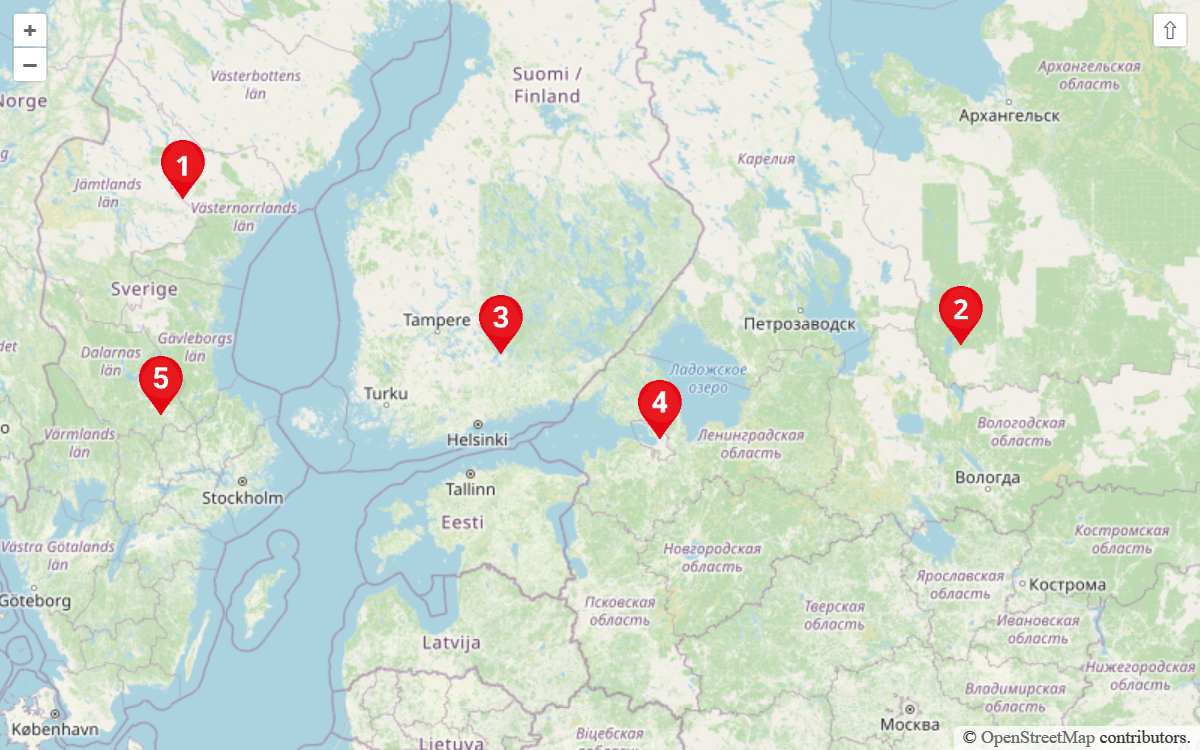 +
−
⇧
Västerbottens
län
Suomi /
Finland
Архангельская
область
Norge
Архангельск
Карелия
1
Jämtlands
län
Västernorrlands
län
Sverige
2
3
Tampere
Петрозаводск
Gävleborgs
län
Dalarnas
län
5
Ладожское
озеро
4
Turku
Värmlands
län
Helsinki
Ленинградская
область
Вологодская
область
Вологда
Stockholm
Tallinn
Eesti
Västra Götalands
län
Новгородская
область
Костромская
область
Ярославская
область
Кострома
Göteborg
Псковская
область
Тверская
область
Ивановская
область
Latvija
Нижегородская
область
Владимирская
область
København
Москва
Віцебская
Lietuva
© OpenStreetMap contributors.